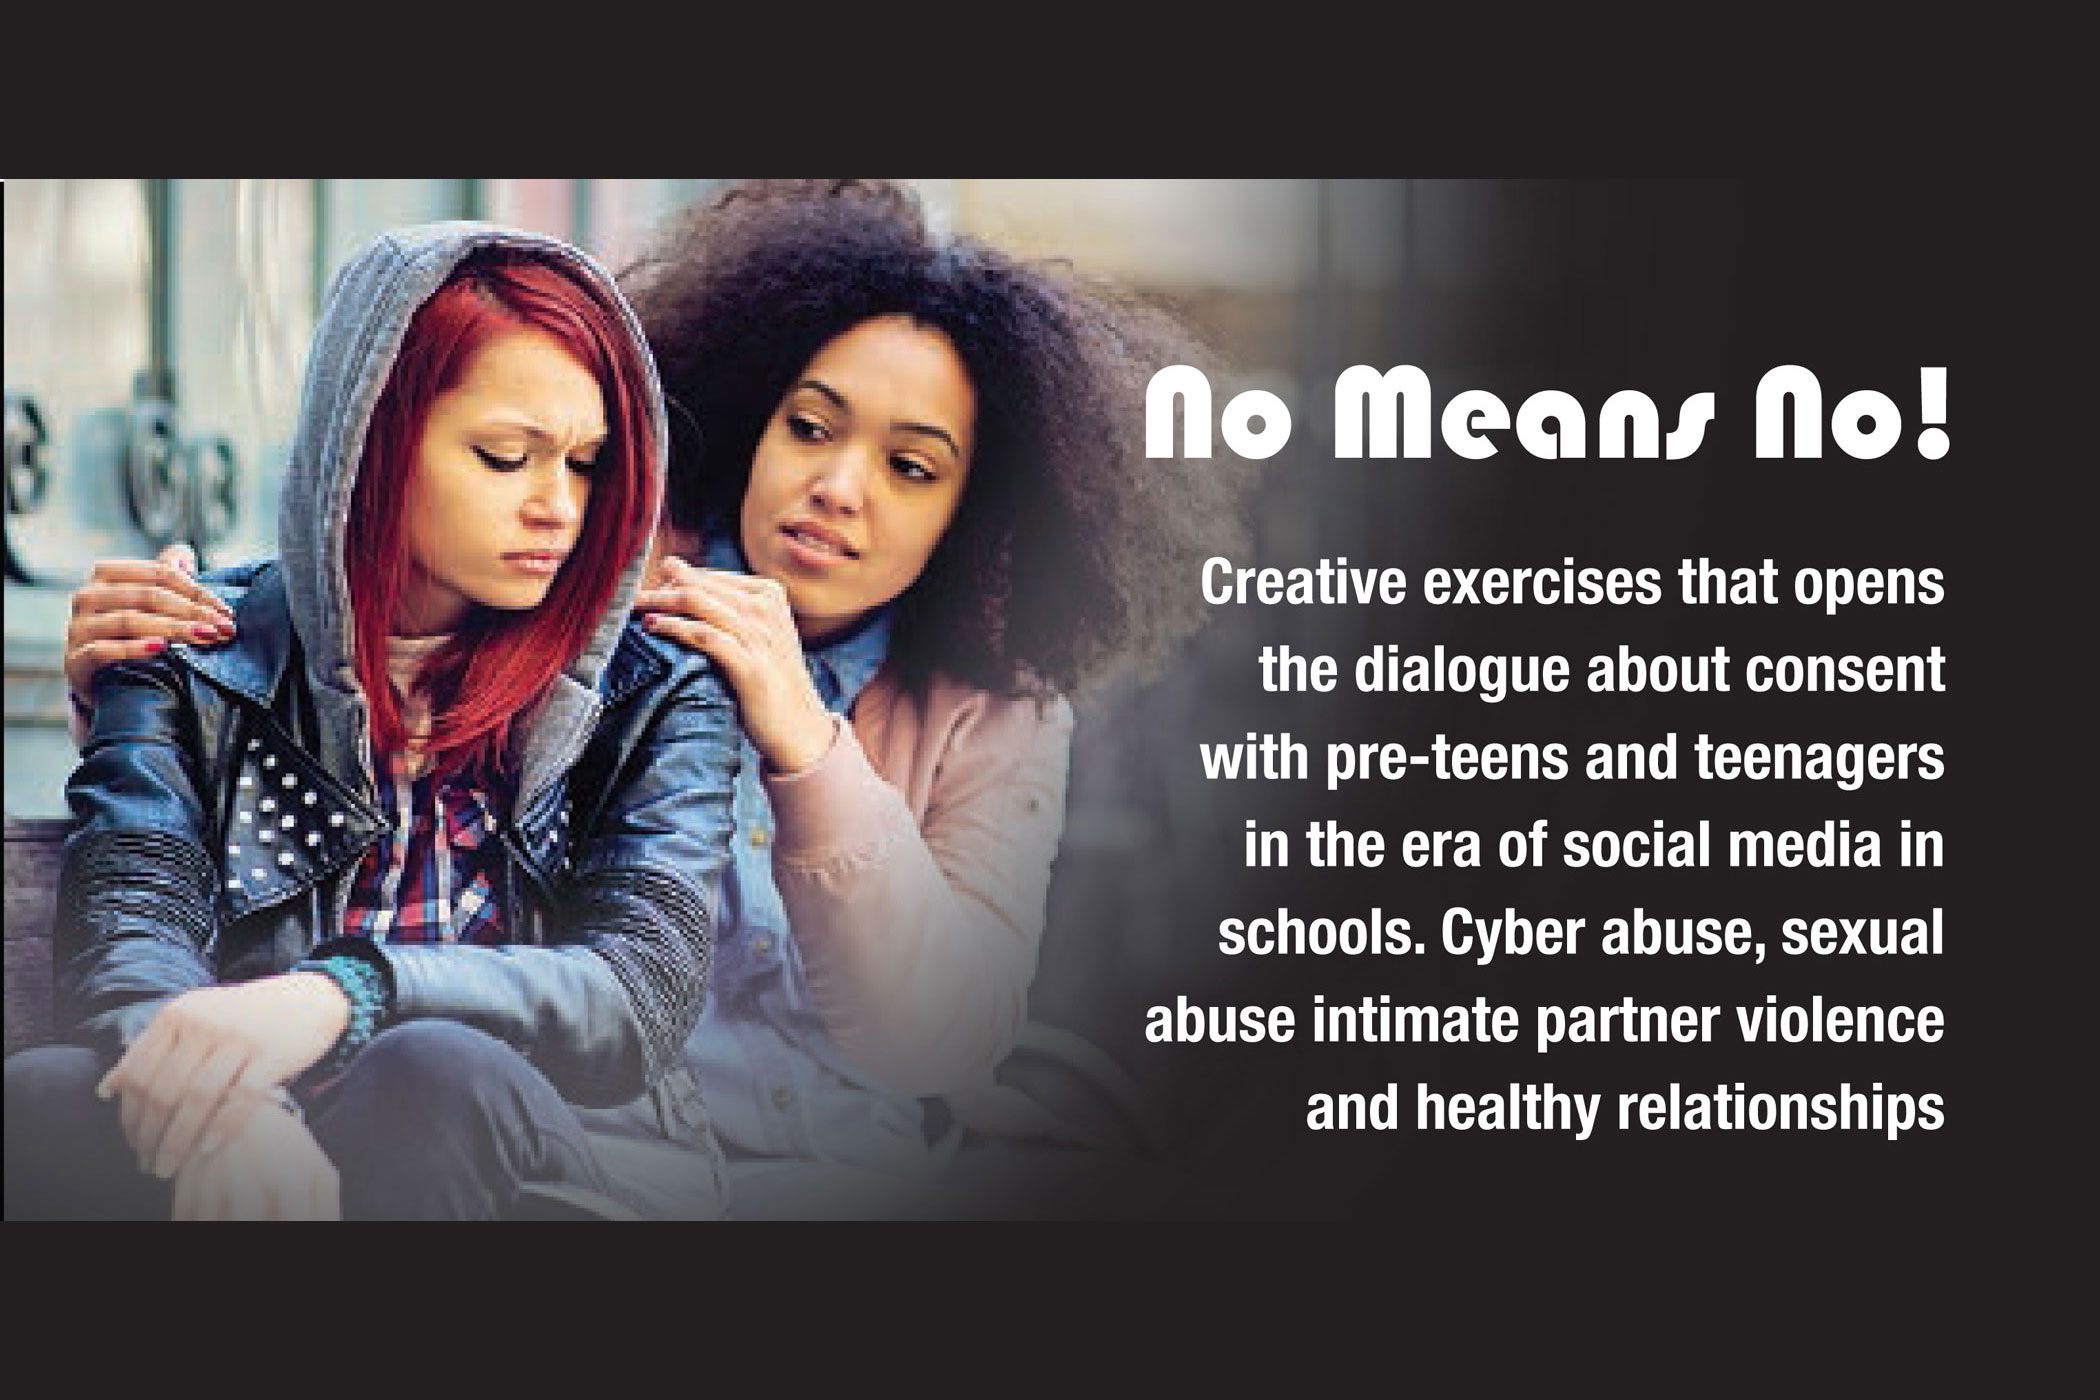 No Means No!
Creative exercises that opens
the dialogue about consent
with pre-teens and teenagers
in the era of social media in
schools. Cyber abuse, sexual
abuse intimate partner violence
and healthy relationships